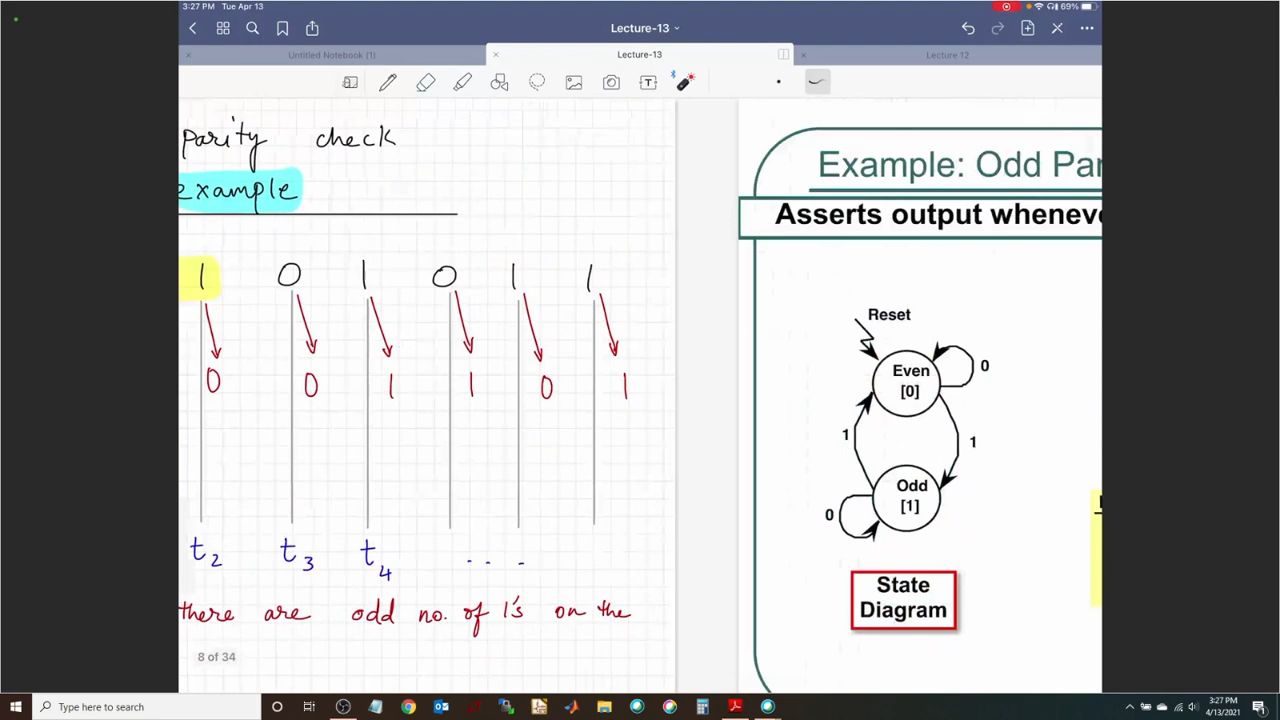 3:27 PM Tue Apr 13
69%
Lecture-13
Untitled Notebook (1)
Lecture-13
Lecture 12
parity check
example
1 0 1 0 1 1
0 0 1 1 0 1
t2 t3 t4 ...
there are odd no. of 1's on the
8 of 34
Example: Odd Par
Asserts output wheneve
Reset
Even
[0]
0
1
1
Odd
[1]
0
State
Diagram
Type here to search
3:27 PM
4/13/2021